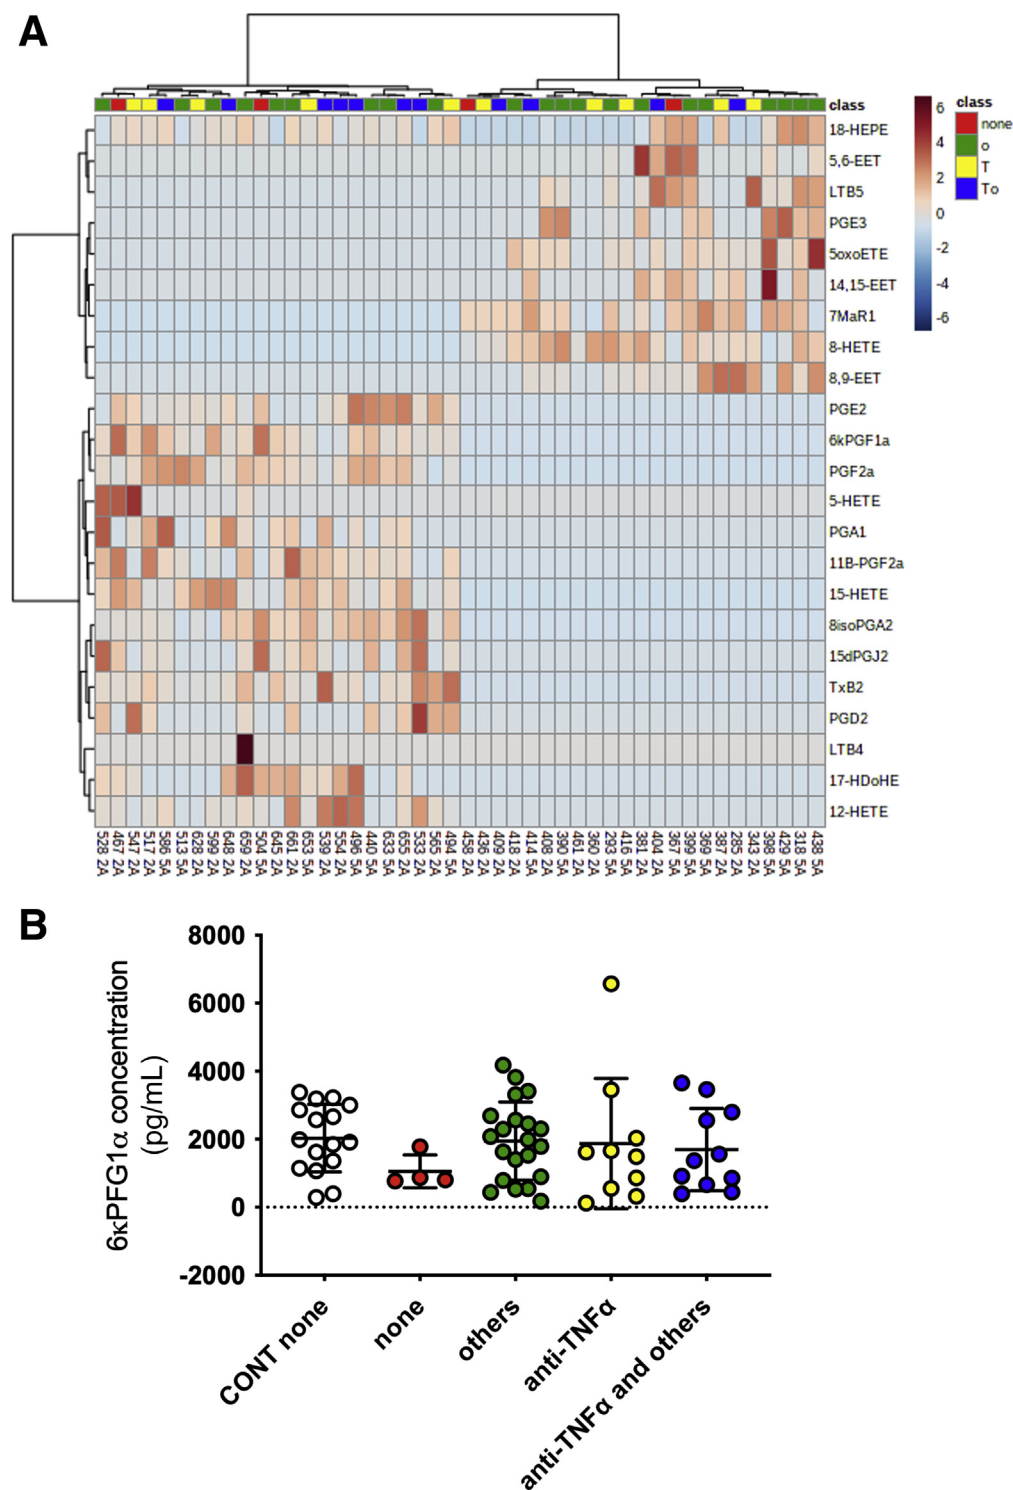 A
class
18-HEPE
5,6-EET
LTB5
PGE3
5oxoETE
14,15-EET
7MaR1
8-HETE
8,9-EET
PGE2
6kPGF1a
PGF2a
5-HETE
PGA1
11B-PGF2a
15-HETE
8isoPGA2
15dPGJ2
TxB2
PGD2
LTB4
17-HDoHE
12-HETE
6
4
2
0
-2
-4
-6
class
none
o
T
To
528 2A
467 2A
547 2A
517 2A
586 5A
513 5A
628 2A
599 2A
648 2A
659 2A
504 5A
645 2A
661 2A
653 5A
539 2A
554 2A
496 5A
440 5A
633 5A
655 2A
533 2A
565 2A
494 5A
458 2A
436 2A
409 2A
418 2A
414 5A
408 2A
390 5A
461 2A
360 2A
293 5A
416 5A
381 2A
404 2A
367 5A
399 5A
369 5A
387 2A
285 2A
343 2A
398 5A
429 5A
318 5A
438 5A
B
8000
6000
4000
2000
0
-2000
6κPFG1α concentration
(pg/mL)
CONT none
none
others
anti-TNFα
anti-TNFα and others